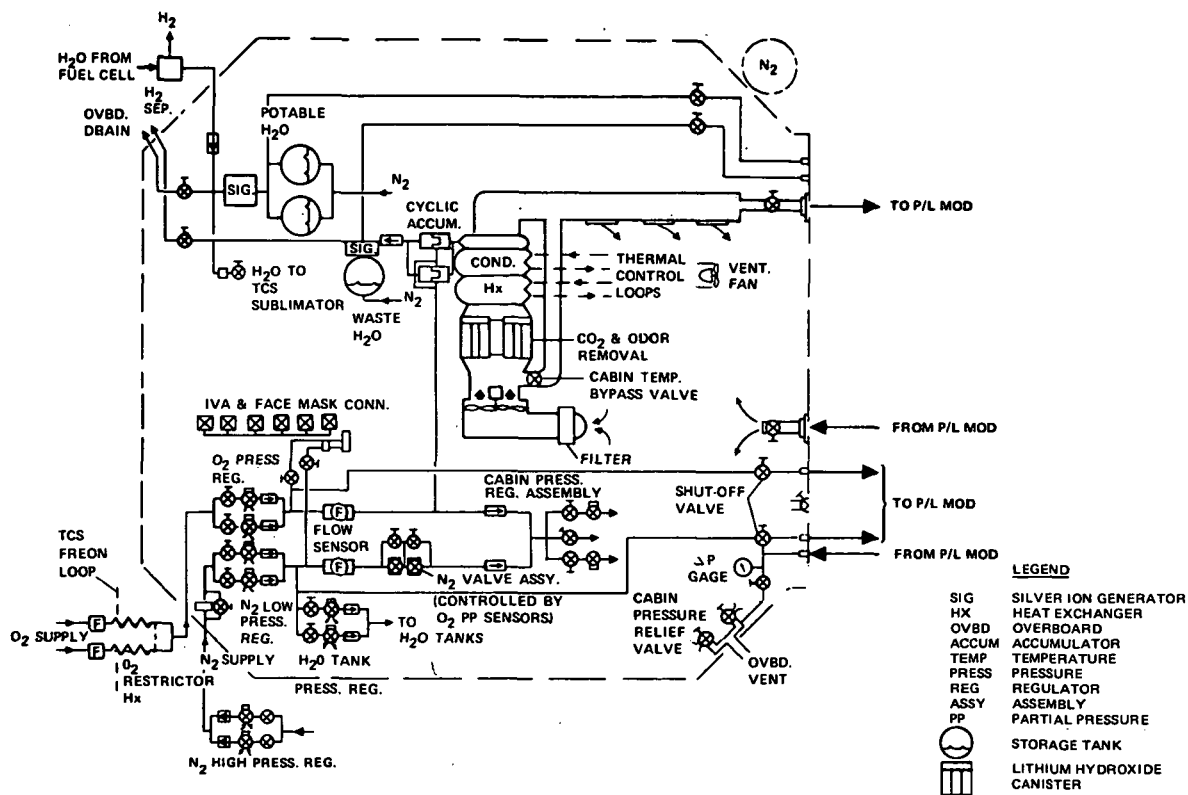 H2
H2O FROM
FUEL CELL
H2
SEP.
OVBD.
DRAIN
POTABLE
H2O
N2
SIG.
N2
CYCLIC
ACCUM.
TO P/L MOD
SIG.
COND.
Hx
THERMAL
CONTROL
LOOPS
VENT.
FAN
H2O TO
TCS
SUBLIMATOR
N2
WASTE
H2O
CO2 & ODOR
REMOVAL
CABIN TEMP.
BYPASS VALVE
IVA & FACE MASK CONN.
FROM P/L MOD
FILTER
O2 PRESS
REG.
CABIN PRESS.
REG. ASSEMBLY
SHUT-OFF
VALVE
TO P/L MOD
F
FLOW
SENSOR
F
TCS
FREON
LOOP
N2 VALVE ASSY.
(CONTROLLED BY
O2 PP SENSORS)
P
GAGE
FROM P/L MOD
N2 LOW
PRESS.
REG.
TO
H2O TANKS
CABIN
PRESSURE
RELIEF
VALVE
F
O2 SUPPLY
F
N2 SUPPLY
H2O TANK
PRESS. REG.
OVBD.
VENT
O2
RESTRICTOR
Hx
N2 HIGH PRESS. REG.
LEGEND
SIG SILVER ION GENERATOR
HX HEAT EXCHANGER
OVBD OVERBOARD
ACCUM ACCUMULATOR
TEMP TEMPERATURE
PRESS PRESSURE
REG REGULATOR
ASSY ASSEMBLY
PP PARTIAL PRESSURE
STORAGE TANK
LITHIUM HYDROXIDE
CANISTER